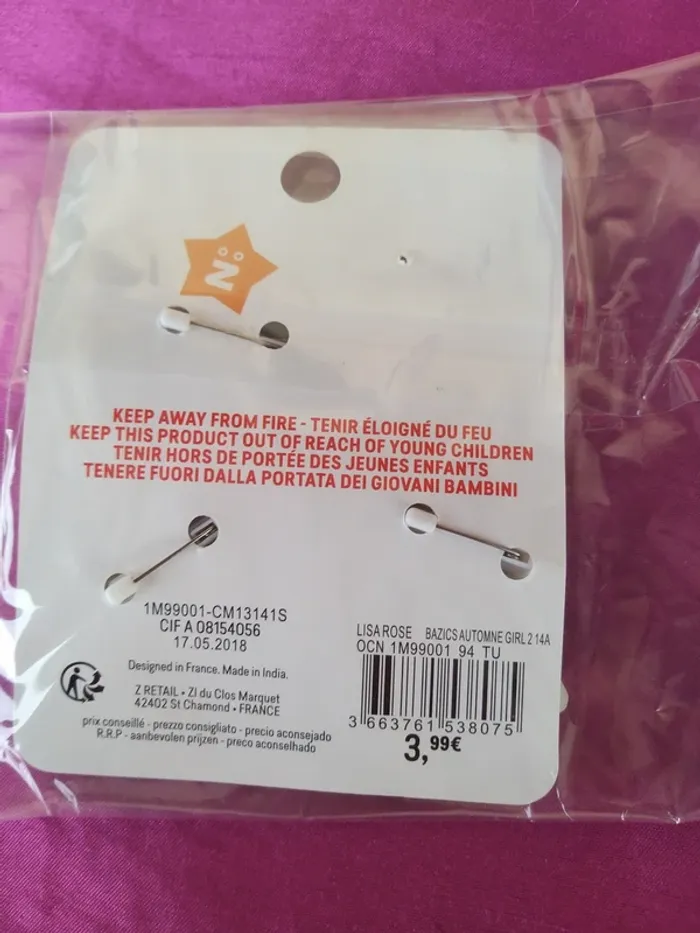 Z
KEEP AWAY FROM FIRE - TENIR ÉLOIGNÉ DU FEU
KEEP THIS PRODUCT OUT OF REACH OF YOUNG CHILDREN
TENIR HORS DE PORTÉE DES JEUNES ENFANTS
TENERE FUORI DALLA PORTATA DEI GIOVANI BAMBINI
1M99001-CM13141S
CIF A 08154056
17.05.2018
Designed in France. Made in India.
Z RETAIL • ZI du Clos Marquet
42402 St Chamond • FRANCE
prix conseillé - prezzo consigliato - precio aconsejado
R.R.P - aanbevolen prijzen - preco aconselhado
LISA ROSE BAZICS AUTOMNE GIRL 2 14A
OCN 1M99001 94 TU
3 663761 538075
3,99€